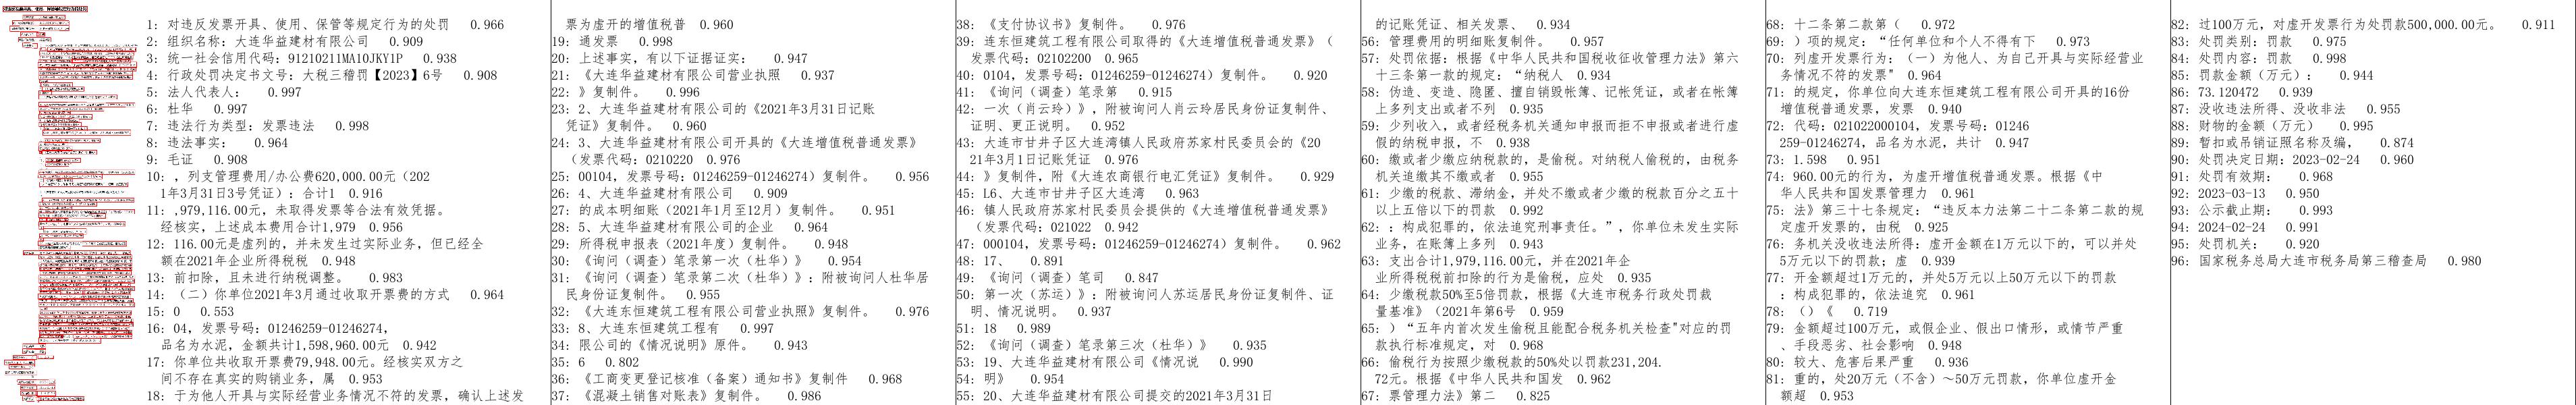 1: 对违反发票开具、使用、保管等规定行为的处罚 0.966
2: 组织名称：大连华益建材有限公司 0.909
3: 统一社会信用代码：91210211MA10JKY1P 0.938
4: 行政处罚决定书文号：大税三稽罚【2023】6号 0.908
5: 法人代表人： 0.997
6: 杜华 0.997
7: 违法行为类型：发票违法 0.998
8: 违法事实： 0.964
9: 毛证 0.908
10: ，列支管理费用/办公费620,000.00元（202
1年3月31日3号凭证）；合计1 0.916
11: ,979,116.00元，未取得发票等合法有效凭据。
经核实，上述成本费用合计1,979 0.956
12: 116.00元是虚列的，并未发生过实际业务，但已经全
额在2021年企业所得税税 0.948
13: 前扣除，且未进行纳税调整。 0.983
14: （二）你单位2021年3月通过收取开票费的方式 0.964
15: 0 0.553
16: 04，发票号码：01246259-01246274，
品名为水泥，金额共计1,598,960.00元 0.942
17: 你单位共收取开票费79,948.00元。经核实双方之
间不存在真实的购销业务，属 0.953
18: 于为他人开具与实际经营业务情况不符的发票，确认上述发
票为虚开的增值税普 0.960
19: 通发票 0.998
20: 上述事实，有以下证据证实： 0.947
21: 《大连华益建材有限公司营业执照 0.937
22: 》复制件。 0.996
23: 2、大连华益建材有限公司的《2021年3月31日记账
凭证》复制件。 0.960
24: 3、大连华益建材有限公司开具的《大连增值税普通发票》
（发票代码：0210220 0.976
25: 00104，发票号码：01246259-01246274）复制件。 0.956
26: 4、大连华益建材有限公司 0.909
27: 的成本明细账（2021年1月至12月）复制件。 0.951
28: 5、大连华益建材有限公司的企业 0.964
29: 所得税申报表（2021年度）复制件。 0.948
30: 《询问（调查）笔录第一次（杜华）》 0.954
31: 《询问（调查）笔录第二次（杜华）》：附被询问人杜华居
民身份证复制件。 0.955
32: 《大连东恒建筑工程有限公司营业执照》复制件。 0.976
33: 8、大连东恒建筑工程有 0.997
34: 限公司的《情况说明》原件。 0.943
35: 6 0.802
36: 《工商变更登记核准（备案）通知书》复制件 0.968
37: 《混凝土销售对账表》复制件。 0.986
38: 《支付协议书》复制件。 0.976
39: 连东恒建筑工程有限公司取得的《大连增值税普通发票》（
发票代码：02102200 0.965
40: 0104，发票号码：01246259-01246274）复制件。 0.920
41: 《询问（调查）笔录第 0.915
42: 一次（肖云玲）》，附被询问人肖云玲居民身份证复制件、
证明、更正说明。 0.952
43: 大连市甘井子区大连湾镇人民政府苏家村民委员会的《20
21年3月1日记账凭证 0.976
44: 》复制件，附《大连农商银行电汇凭证》复制件。 0.929
45: L6、大连市甘井子区大连湾 0.963
46: 镇人民政府苏家村民委员会提供的《大连增值税普通发票》
（发票代码：021022 0.942
47: 000104，发票号码：01246259-01246274）复制件。 0.962
48: 17、 0.891
49: 《询问（调查）笔司 0.847
50: 第一次（苏运）》：附被询问人苏运居民身份证复制件、证
明、情况说明。 0.937
51: 18 0.989
52: 《询问（调查）笔录第三次（杜华）》 0.935
53: 19、大连华益建材有限公司《情况说 0.990
54: 明》 0.954
55: 20、大连华益建材有限公司提交的2021年3月31日
的记账凭证、相关发票、 0.934
56: 管理费用的明细账复制件。 0.957
57: 处罚依据：根据《中华人民共和国税收征收管理力法》第六
十三条第一款的规定：“纳税人 0.934
58: 伪造、变造、隐匿、擅自销毁帐簿、记帐凭证，或者在帐簿
上多列支出或者不列 0.935
59: 少列收入，或者经税务机关通知申报而拒不申报或者进行虚
假的纳税申报，不 0.938
60: 缴或者少缴应纳税款的，是偷税。对纳税人偷税的，由税务
机关追缴其不缴或者 0.955
61: 少缴的税款、滞纳金，并处不缴或者少缴的税款百分之五十
以上五倍以下的罚款 0.992
62: ：构成犯罪的，依法追究刑事责任。”，你单位未发生实际
业务，在账簿上多列 0.943
63: 支出合计1,979,116.00元，并在2021年企
业所得税税前扣除的行为是偷税，应处 0.935
64: 少缴税款50%至5倍罚款，根据《大连市税务行政处罚裁
量基准》（2021年第6号 0.959
65: ）“五年内首次发生偷税且能配合税务机关检查"对应的罚
款执行标准规定，对 0.968
66: 偷税行为按照少缴税款的50%处以罚款231,204.
72元。根据《中华人民共和国发 0.962
67: 票管理力法》第二 0.825
68: 十二条第二款第（ 0.972
69: ）项的规定：“任何单位和个人不得有下 0.973
70: 列虚开发票行为：（一）为他人、为自己开具与实际经营业
务情况不符的发票" 0.964
71: 的规定，你单位向大连东恒建筑工程有限公司开具的16份
增值税普通发票，发票 0.940
72: 代码：021022000104，发票号码：01246
259-01246274，品名为水泥，共计 0.947
73: 1.598 0.951
74: 960.00元的行为，为虚开增值税普通发票。根据《中
华人民共和国发票管理力 0.961
75: 法》第三十七条规定：“违反本力法第二十二条第二款的规
定虚开发票的，由税 0.925
76: 务机关没收违法所得：虚开金额在1万元以下的，可以并处
5万元以下的罚款；虚 0.939
77: 开金额超过1万元的，并处5万元以上50万元以下的罚款
：构成犯罪的，依法追究 0.961
78: （）《 0.719
79: 金额超过100万元，或假企业、假出口情形，或情节严重
、手段恶劣、社会影响 0.948
80: 较大、危害后果严重 0.936
81: 重的，处20万元（不含）～50万元罚款，你单位虚开金
额超 0.953
82: 过100万元，对虚开发票行为处罚款500,000.00元。 0.911
83: 处罚类别：罚款 0.975
84: 处罚内容：罚款 0.998
85: 罚款金额（万元）： 0.944
86: 73.120472 0.939
87: 没收违法所得、没收非法 0.955
88: 财物的金额（万元） 0.995
89: 暂扣或吊销证照名称及编， 0.874
90: 处罚决定日期：2023-02-24 0.960
91: 处罚有效期： 0.968
92: 2023-03-13 0.950
93: 公示截止期： 0.993
94: 2024-02-24 0.991
95: 处罚机关： 0.920
96: 国家税务总局大连市税务局第三稽查局 0.980